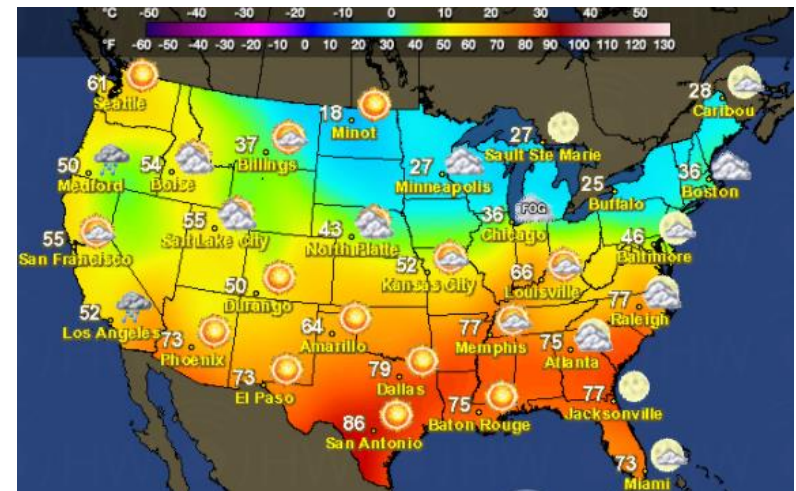 °C -50 -40 -30 -20 -10 0 10 20 30 40 50
°F -60 -50 -40 -30 -20 -10 0 10 20 30 40 50 60 70 80 90 100 110 120 130
61
Seattle
28
Caribou
18
Minot
37
Billings
27
Sault Ste Marie
50
Medford
54
Boise
27
Minneapolis
25
Buffalo
36
Boston
55
Salt Lake City
43
North Platte
36
FOG
Chicago
46
Baltimore
55
San Francisco
52
Kansas City
66
Louisville
50
Durango
77
Raleigh
52
Los Angeles
73
Phoenix
64
Amarillo
77
Memphis
75
Atlanta
73
El Paso
79
Dallas
77
Jacksonville
86
San Antonio
75
Baton Rouge
73
Miami